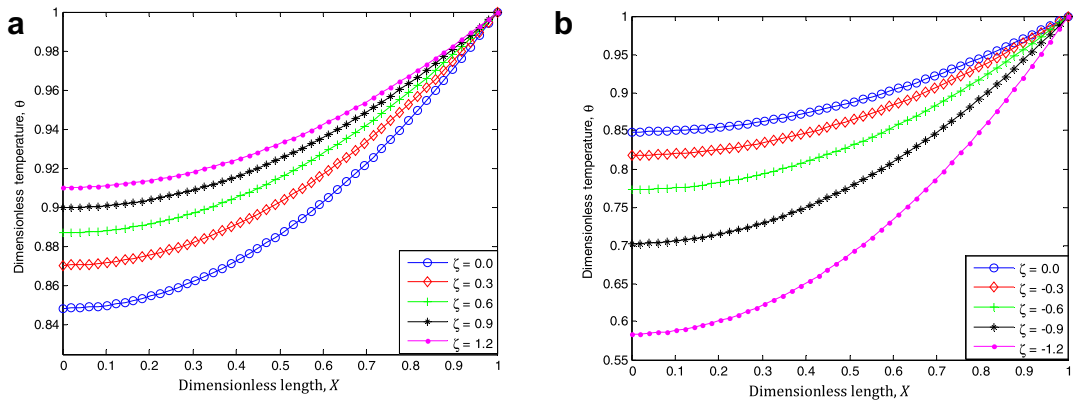 a
1
0.98
0.96
0.94
0.92
0.9
0.88
0.86
0.84
Dimensionless temperature, θ
0 0.1 0.2 0.3 0.4 0.5 0.6 0.7 0.8 0.9 1
Dimensionless length, X
ζ = 0.0
ζ = 0.3
ζ = 0.6
ζ = 0.9
ζ = 1.2
b
1
0.95
0.9
0.85
0.8
0.75
0.7
0.65
0.6
0.55
Dimensionless temperature, θ
0 0.1 0.2 0.3 0.4 0.5 0.6 0.7 0.8 0.9 1
Dimensionless length, X
ζ = 0.0
ζ = -0.3
ζ = -0.6
ζ = -0.9
ζ = -1.2